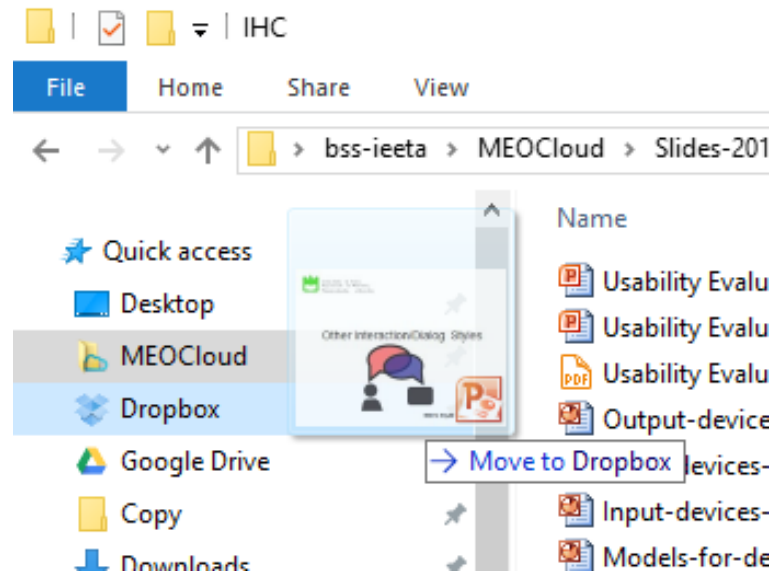 IHC
File Home Share View
bss-ieeta > MEOCloud > Slides-201
Name
Quick access
Desktop
MEOCloud
Dropbox
Google Drive
Copy
Downloads
Other Interaction/Dialog Styles
Move to Dropbox
Usability Evalu
Usability Evalu
PDF Usability Evalu
Output-device
evices-
Input-devices-
Models-for-de